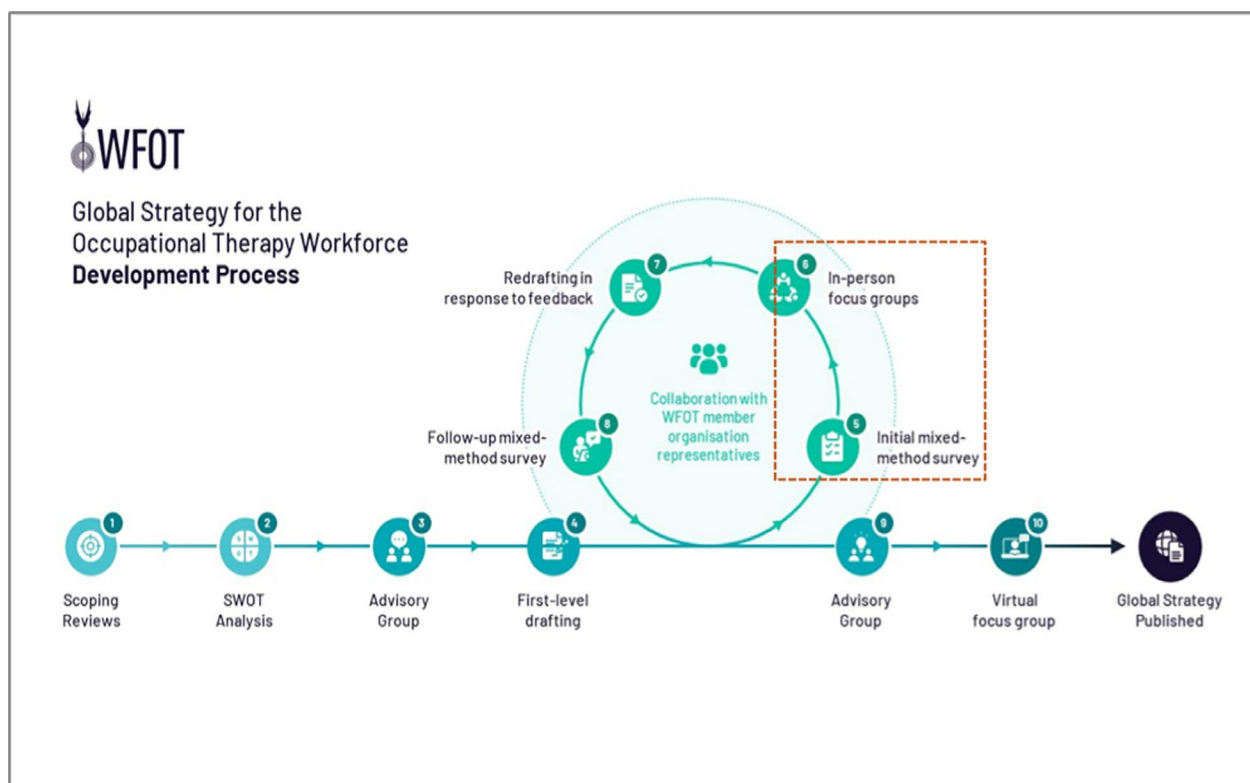 WFOT
Global Strategy for the
Occupational Therapy Workforce
Development Process
7
Redrafting in
response to feedback
6
In-person
focus groups
Collaboration with
WFOT member
organisation
representatives
8
Follow-up mixed-
method survey
5
Initial mixed-
method survey
1
Scoping
Reviews
2
SWOT
Analysis
3
Advisory
Group
4
First-level
drafting
9
Advisory
Group
10
Virtual
focus group
Global Strategy
Published